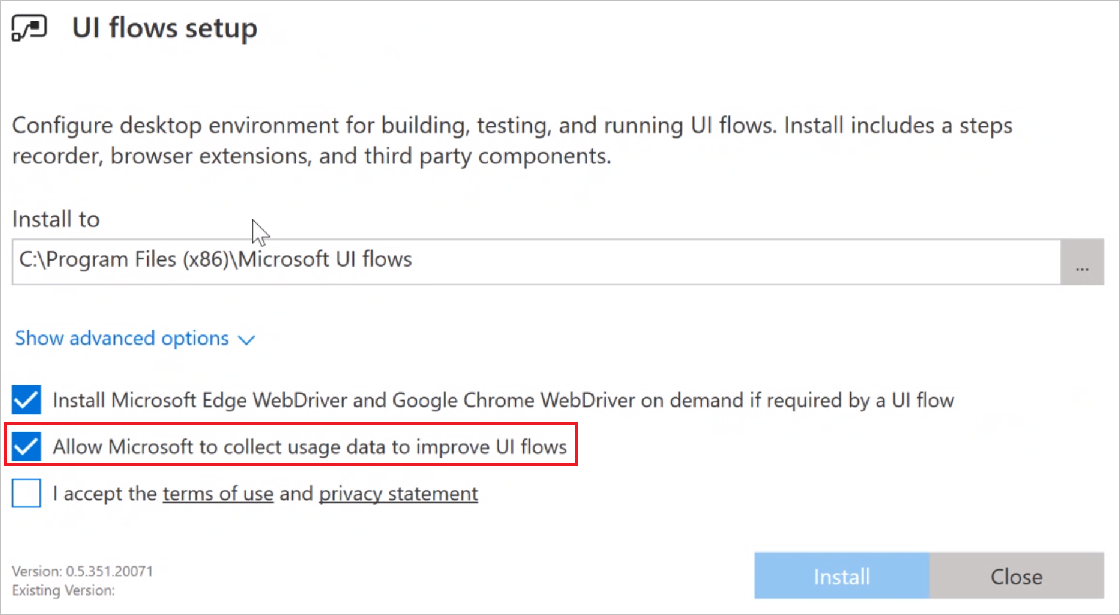 UI flows setup
Configure desktop environment for building, testing, and running UI flows. Install includes a steps
recorder, browser extensions, and third party components.
Install to
C:\Program Files (x86)\Microsoft UI flows
...
Show advanced options
Install Microsoft Edge WebDriver and Google Chrome WebDriver on demand if required by a UI flow
Allow Microsoft to collect usage data to improve UI flows
I accept the terms of use and privacy statement
Version: 0.5.351.20071
Existing Version:
Install
Close